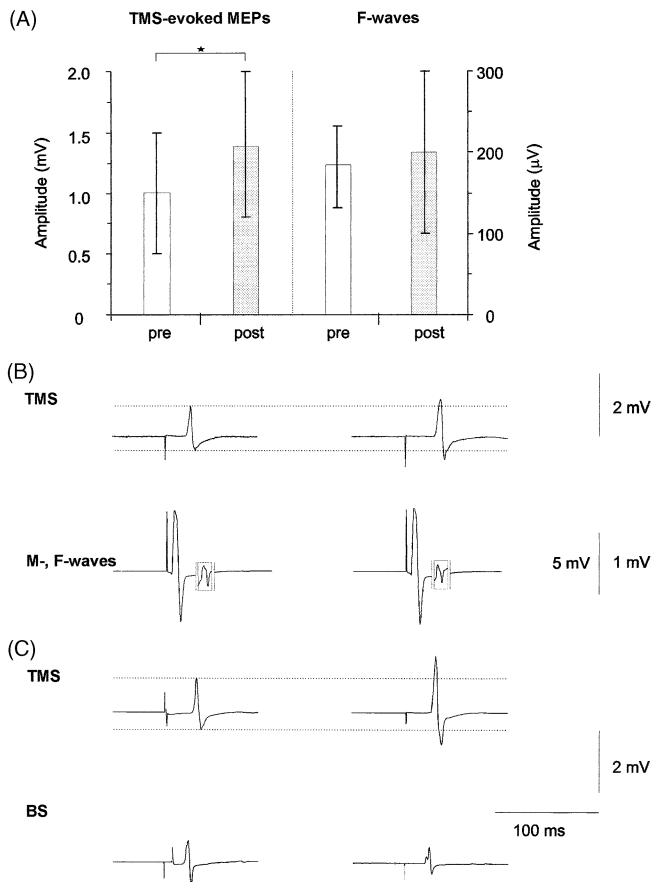 (A)
TMS-evoked MEPs F-waves
★
2.0 300
1.5
200
1.0
100
0.5
0 0
Amplitude (mV)
Amplitude (µV)
pre post pre post
(B)
TMS
2 mV
M-, F-waves 5 mV 1 mV
(C)
TMS
2 mV
BS
100 ms